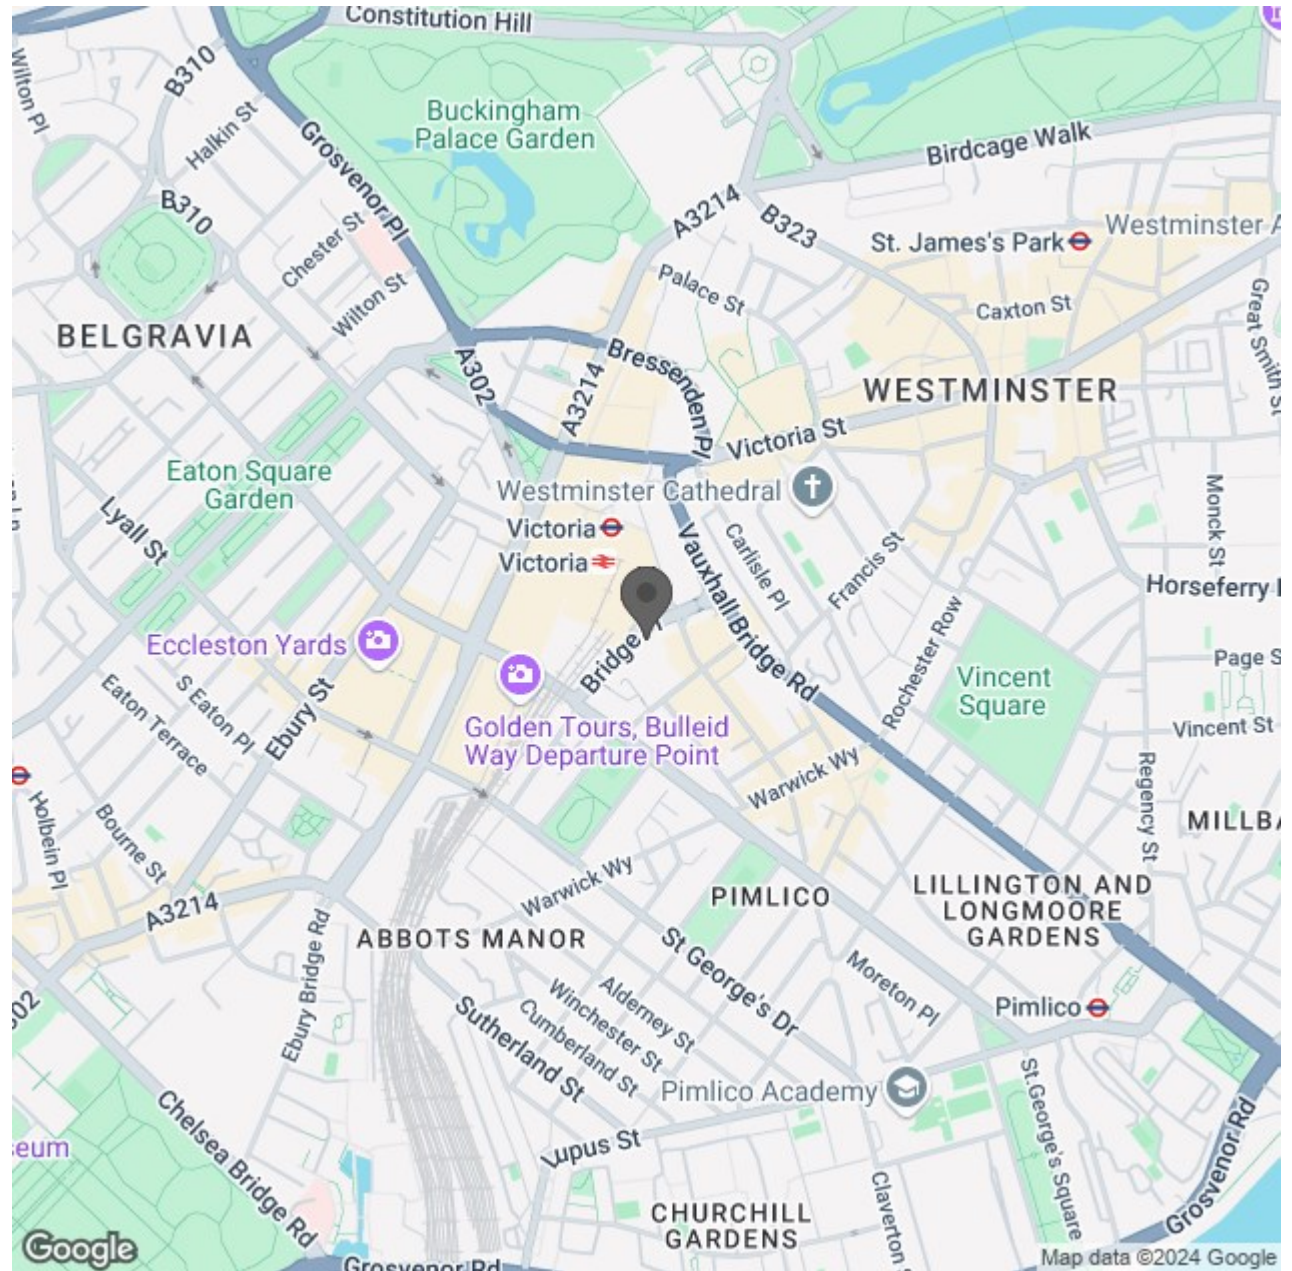 Constitution Hill
Wilton Pl
B310
Halkin St
Buckingham
Palace Garden
Grosvenor Pl
Birdcage Walk
B310
A3214
B323
St. James's Park
Westminster A
Chester St
Wilton St
Palace St
Caxton St
Great Smith St
BELGRAVIA
A302
A3214
Bressenden Pl
WESTMINSTER
Victoria St
Eaton Square
Garden
Westminster Cathedral
Lyall St
Victoria
Victoria
Vauxhall Bridge Rd
Carlisle Pl
Francis St
Monck St
Horseferry
Rochester Row
Bridge
Eccleston Yards
Vincent
Square
Page S
Vincent St
Eaton Terrace
S Eaton Pl
Ebury St
Golden Tours, Bulleid
Way Departure Point
Warwick Wy
Regency St
Holbein Pl
Bourne St
MILLBA
Warwick Wy
PIMLICO
LILLINGTON AND
LONGMOORE
GARDENS
A3214
Ebury Bridge Rd
ABBOTS MANOR
St George's Dr
Moreton Pl
302
Alderney St
Winchester St
Cumberland St
Sutherland St
Pimlico
Pimlico Academy
St.George's Square
Chelsea Bridge Rd
seum
Lupus St
Claverton
Grosvenor Rd
CHURCHILL
GARDENS
Google
Grosvenor Rd
Map data ©2024 Google